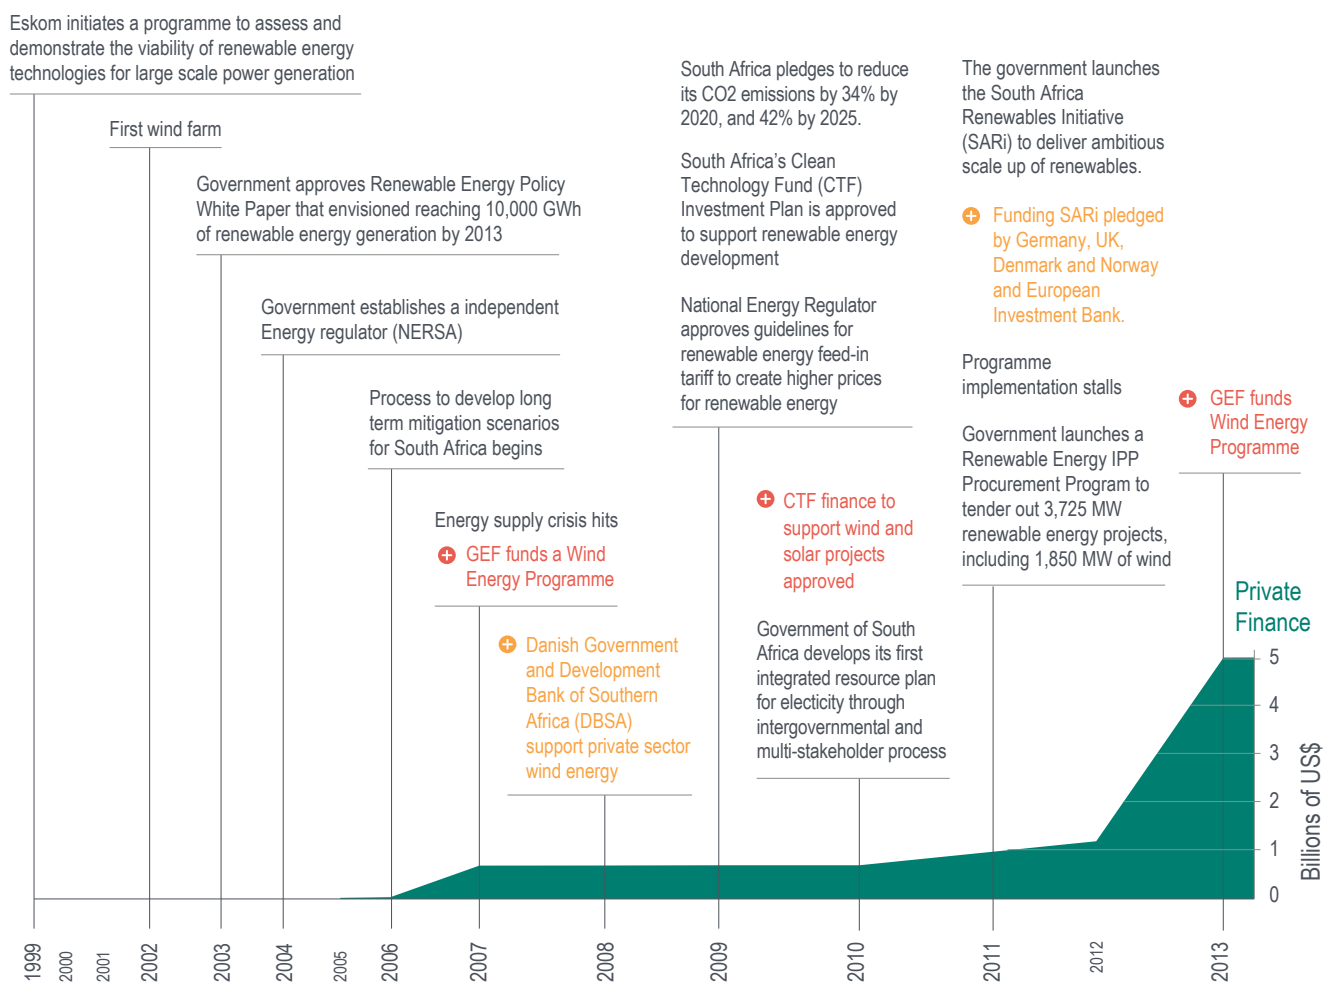 Eskom initiates a programme to assess and
demonstrate the viability of renewable energy
technologies for large scale power generation
First wind farm
Government approves Renewable Energy Policy
White Paper that envisioned reaching 10,000 GWh
of renewable energy generation by 2013
Government establishes a independent
Energy regulator (NERSA)
Process to develop long
term mitigation scenarios
for South Africa begins
Energy supply crisis hits
GEF funds a Wind
Energy Programme
Danish Government
and Development
Bank of Southern
Africa (DBSA)
support private sector
wind energy
South Africa pledges to reduce
its CO2 emissions by 34% by
2020, and 42% by 2025.
South Africa’s Clean
Technology Fund (CTF)
Investment Plan is approved
to support renewable energy
development
National Energy Regulator
approves guidelines for
renewable energy feed-in
tariff to create higher prices
for renewable energy
CTF finance to
support wind and
solar projects
approved
Government of South
Africa develops its first
integrated resource plan
for electicity through
intergovernmental and
multi-stakeholder process
The government launches
the South Africa
Renewables Initiative
(SARi) to deliver ambitious
scale up of renewables.
Funding SARi pledged
by Germany, UK,
Denmark and Norway
and European
Investment Bank.
Programme
implementation stalls
Government launches a
Renewable Energy IPP
Procurement Program to
tender out 3,725 MW
renewable energy projects,
including 1,850 MW of wind
GEF funds
Wind Energy
Programme
Private
Finance
5
4
3
2
1
0
Billions of US$
1999
2000
2001
2002
2003
2004
2005
2006
2007
2008
2009
2010
2011
2012
2013